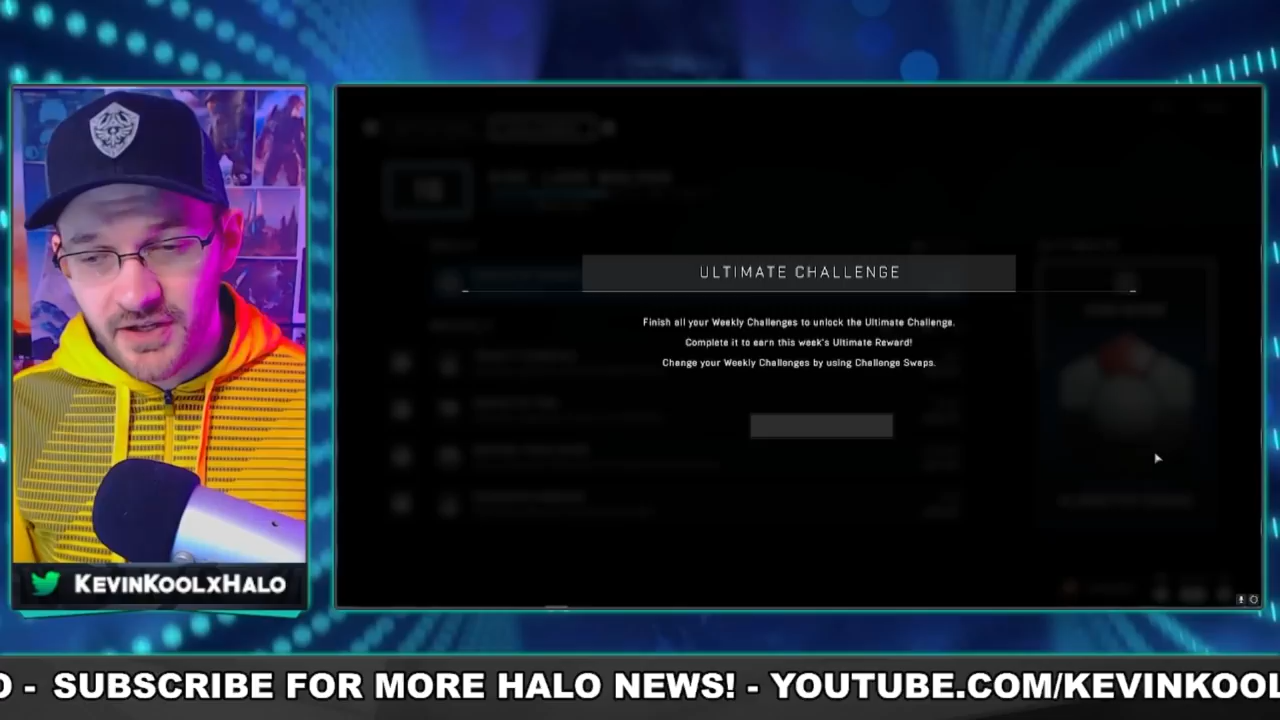 ULTIMATE CHALLENGE
Finish all your Weekly Challenges to unlock the Ultimate Challenge.
Complete it to earn this week's Ultimate Reward!
Change your Weekly Challenges by using Challenge Swaps.
KEVINKOOLXHALO
O - SUBSCRIBE FOR MORE HALO NEWS! - YOUTUBE.COM/KEVINKOOL